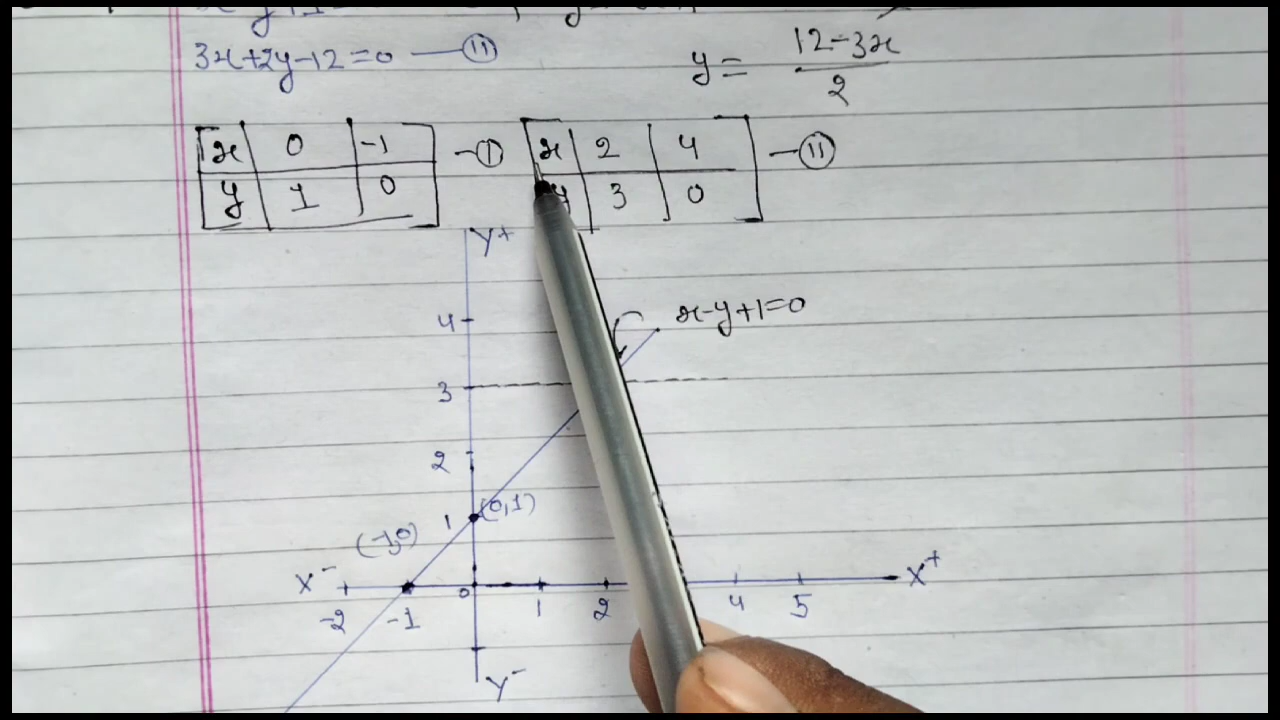 3x+2y-12=0 —(II)
y = 12-3x / 2
x 0 -1 —(I)
y 1 0
x 2 4 —(II)
y 3 0
Y+
x-y+1=0
4
3
2
1 (0,1)
(-1,0)
X- X+
-2 -1 0 1 2 4 5
Y-